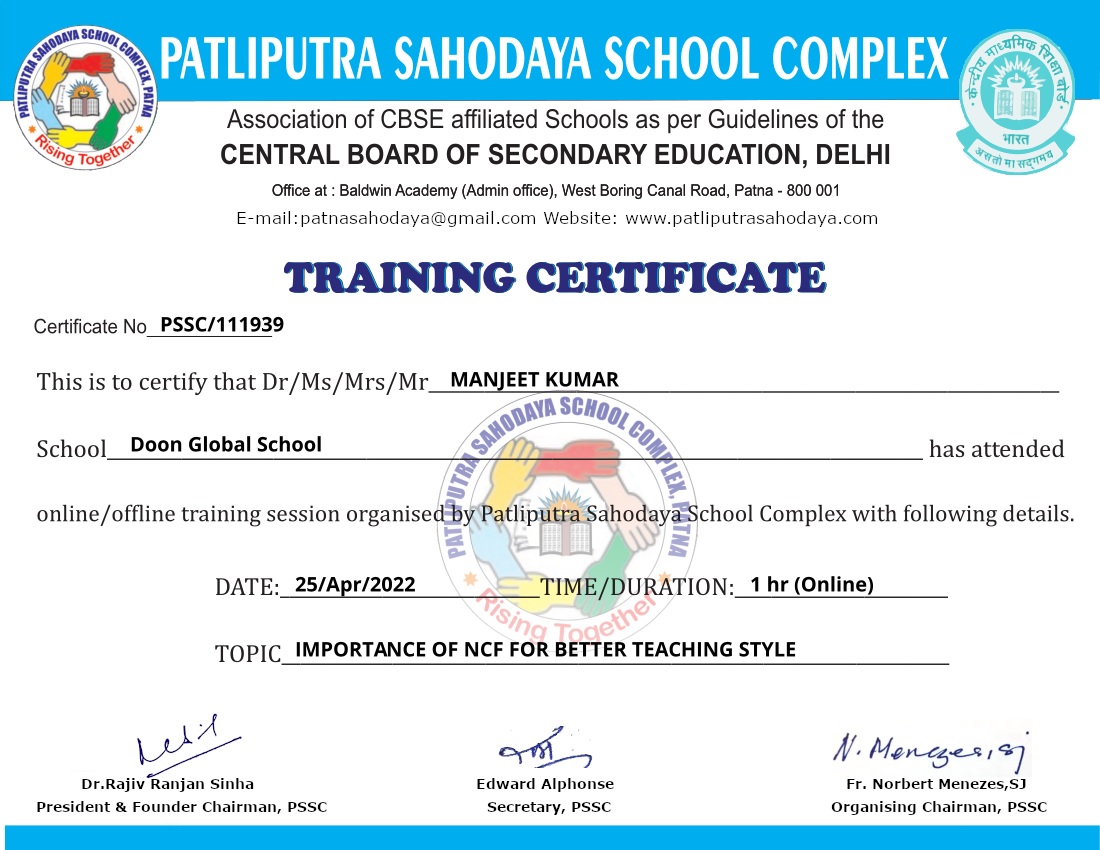 PATLIPUTRA SAHODAYA SCHOOL COMPLEX, PATNA
Rising Together
PATLIPUTRA SAHODAYA SCHOOL COMPLEX
केन्द्रीय माध्यमिक शिक्षा बोर्ड
भारत
असतो मा सद्गमय
Association of CBSE affiliated Schools as per Guidelines of the
CENTRAL BOARD OF SECONDARY EDUCATION, DELHI
Office at : Baldwin Academy (Admin office), West Boring Canal Road, Patna - 800 001
E-mail:patnasahodaya@gmail.com Website: www.patliputrasahodaya.com
TRAINING CERTIFICATE
Certificate No PSSC/111939
This is to certify that Dr/Ms/Mrs/Mr MANJEET KUMAR
School Doon Global School has attended
online/offline training session organised by Patliputra Sahodaya School Complex with following details.
PATLIPUTRA SAHODAYA SCHOOL COMPLEX, PATNA
Rising Together
DATE: 25/Apr/2022 TIME/DURATION: 1 hr (Online)
TOPIC IMPORTANCE OF NCF FOR BETTER TEACHING STYLE
N. Menezes, sj
Dr.Rajiv Ranjan Sinha
President & Founder Chairman, PSSC
Edward Alphonse
Secretary, PSSC
Fr. Norbert Menezes,SJ
Organising Chairman, PSSC